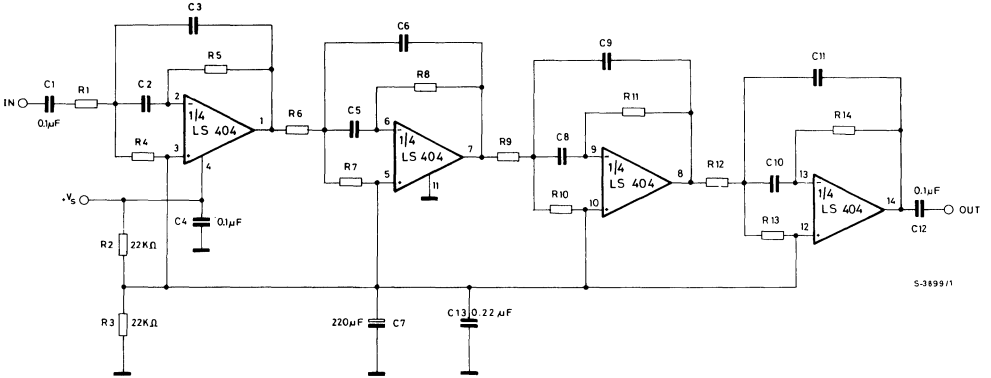 C3
C6
C9
C11
C1
R1
C2
R5
C5
R8
C8
R11
C10
R14
IN
0.1µF
R4
2
-
1/4
LS 404
3
+
4
1
R6
R7
6
-
1/4
LS 404
5
+
11
7
R9
R10
9
-
1/4
LS 404
10
+
8
R12
R13
13
-
1/4
LS 404
12
+
14
0.1µF
C12
OUT
+Vs
C4
0.1µF
R2
22KΩ
R3
22KΩ
220µF
C7
C13
0.22µF
S-3899/1